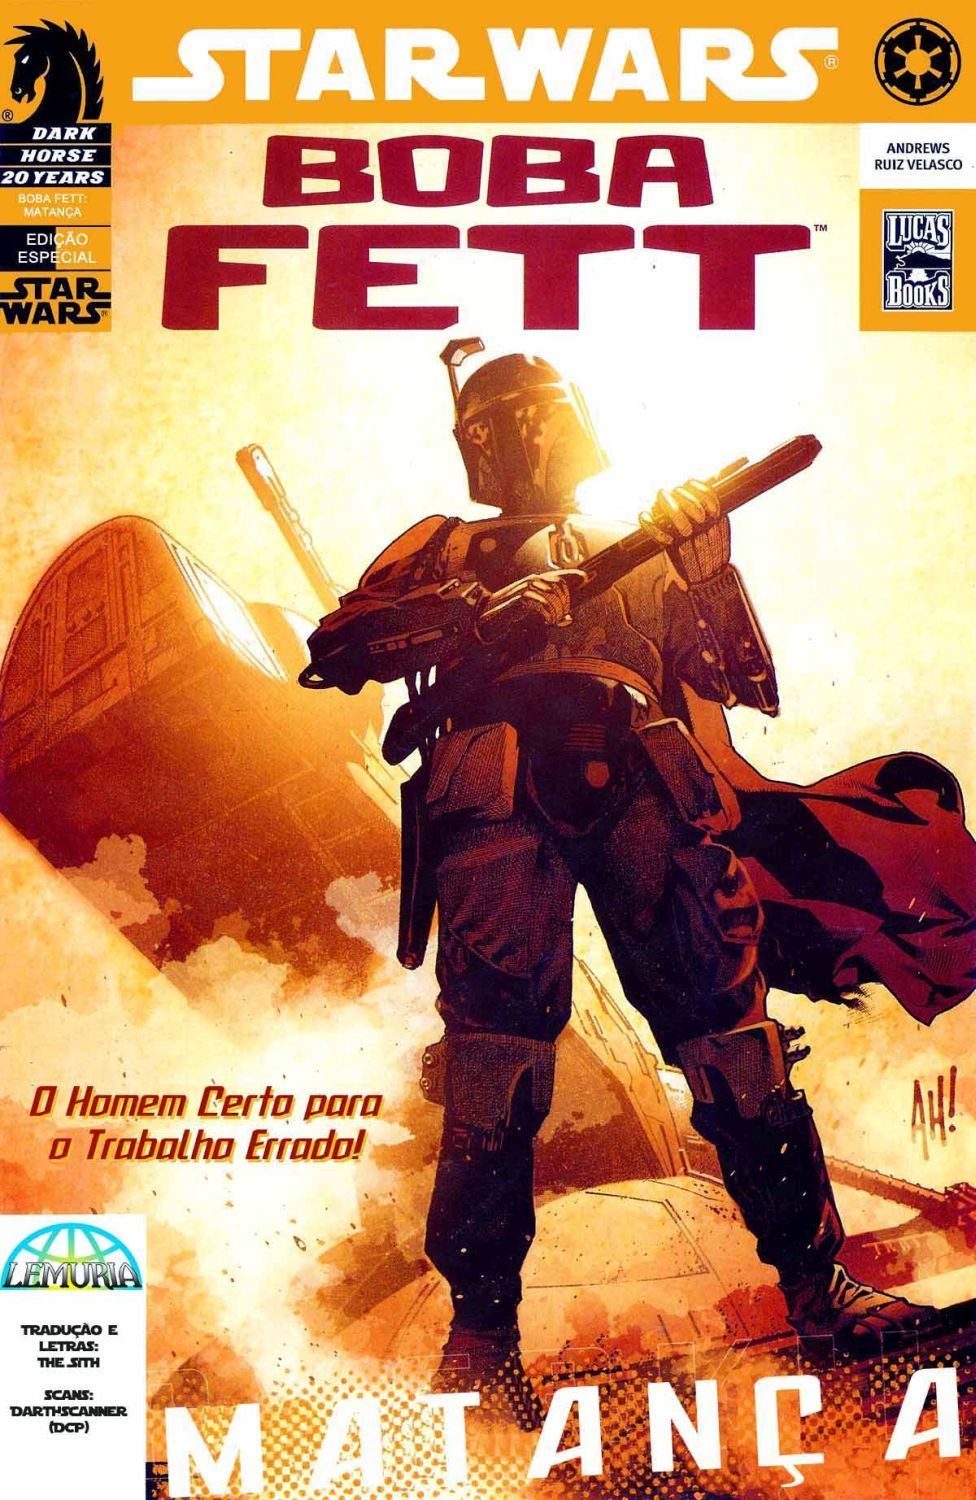 STAR WARS®
DARK
HORSE
20 YEARS
BOBA FETT:
MATANÇA
EDIÇÃO
ESPECIAL
STAR
WARS®
BOBA
FETT™
ANDREWS
RUIZ VELASCO
LUCAS
BOOKS
O Homem Certo para
o Trabalho Errado!
AH!
LEMURIA
TRADUÇÃO E
LETRAS:
THE SITH
SCANS:
DARTHSCANNER
(DCP)
MATANÇA